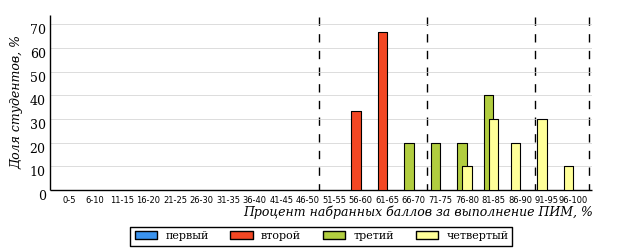 Доля студентов, %
70
60
50
40
30
20
10
0
0-5 6-10 11-15 16-20 21-25 26-30 31-35 36-40 41-45 46-50 51-55 56-60 61-65 66-70 71-75 76-80 81-85 86-90 91-95 96-100
Процент набранных баллов за выполнение ПИМ, %
первый второй третий четвертый